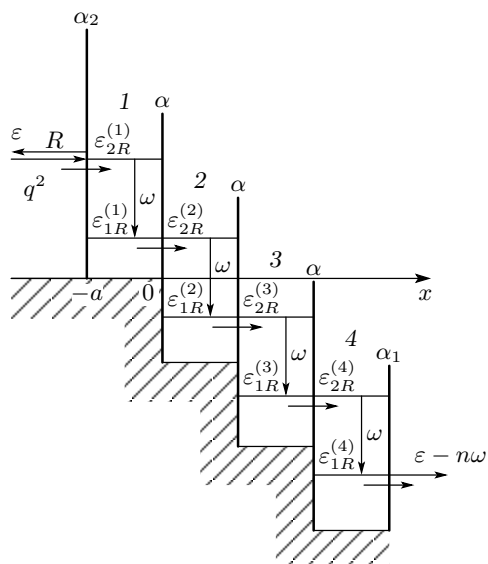 α₂
1
α
ε
R
ε₂R⁽¹⁾
q²
ω
2
α
ε₁R⁽¹⁾
ε₂R⁽²⁾
ω
3
α
−a
0
x
ε₁R⁽²⁾
ε₂R⁽³⁾
ω
4
α₁
ε₁R⁽³⁾
ε₂R⁽⁴⁾
ω
ε₁R⁽⁴⁾
ε − nω